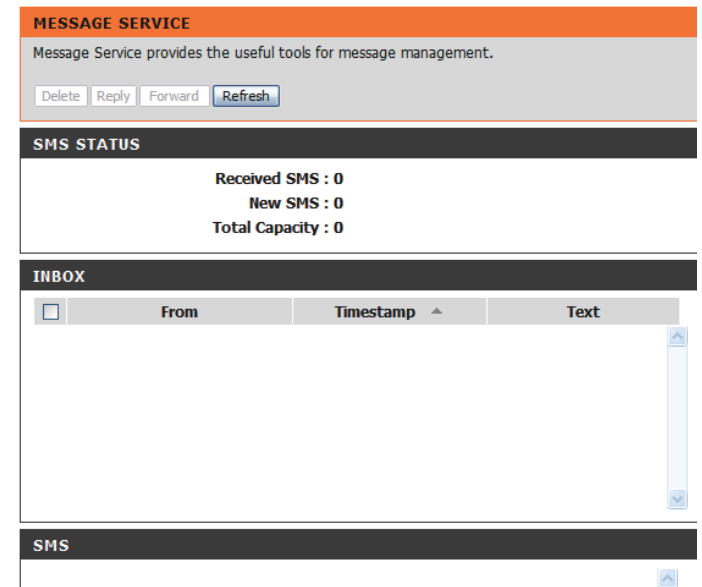 MESSAGE SERVICE
Message Service provides the useful tools for message management.
Delete Reply Forward Refresh
SMS STATUS
Received SMS : 0
New SMS : 0
Total Capacity : 0
INBOX
From Timestamp Text
SMS